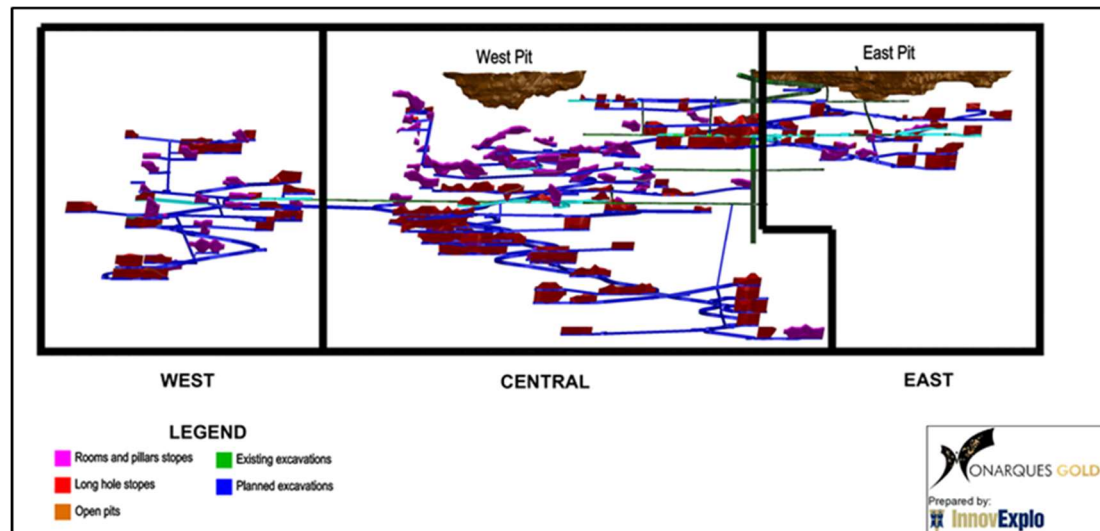 West Pit
East Pit
WEST
CENTRAL
EAST
LEGEND
Rooms and pillars stopes
Existing excavations
Long hole stopes
Planned excavations
Open pits
MONARQUES GOLD
Prepared by:
InnovExplo